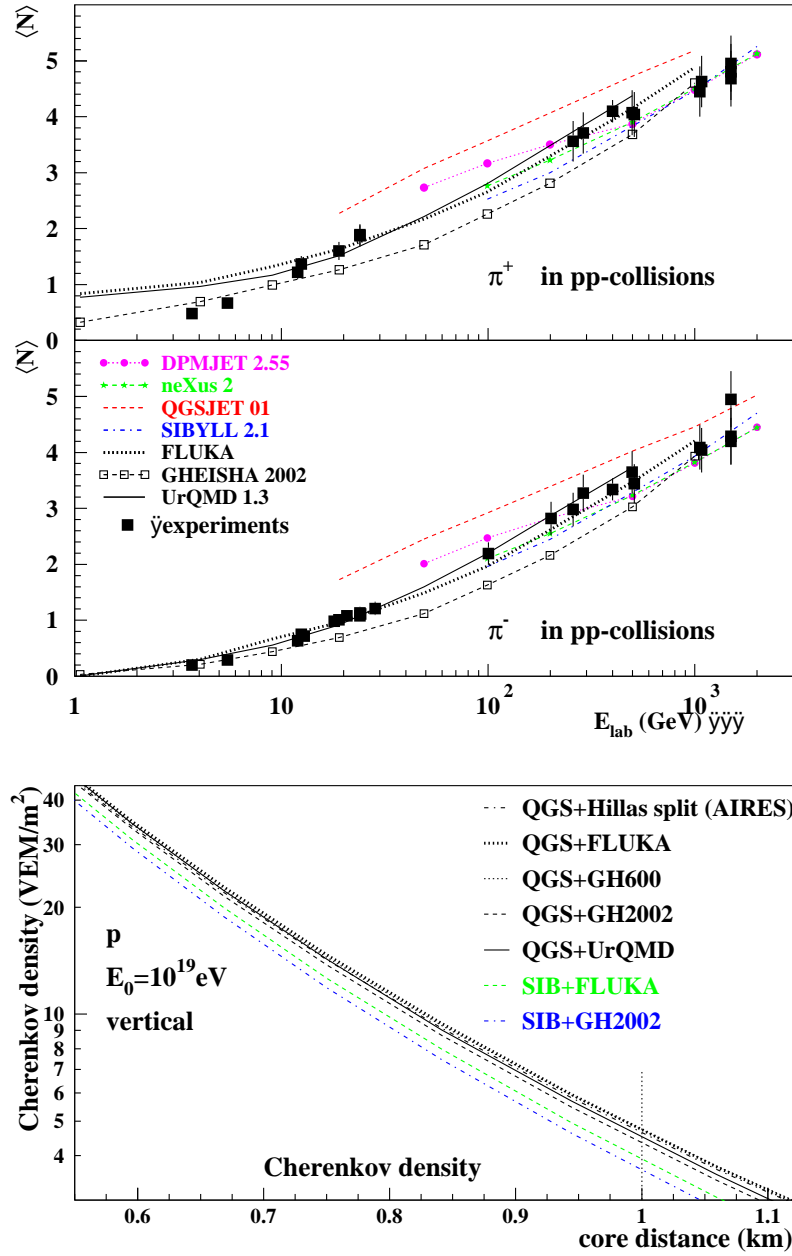 ⟨N⟩
5
4
3
2
1
0
π+ in pp-collisions
⟨N⟩
5
4
3
2
1
0
DPMJET 2.55
neXus 2
QGSJET 01
SIBYLL 2.1
FLUKA
GHEISHA 2002
UrQMD 1.3
ÿexperiments
π- in pp-collisions
1 10 10^2 10^3
E_lab (GeV) ÿÿÿ
Cherenkov density (VEM/m^2)
40
30
20
10
9
8
7
6
5
4
QGS+Hillas split (AIRES)
QGS+FLUKA
QGS+GH600
QGS+GH2002
QGS+UrQMD
SIB+FLUKA
SIB+GH2002
p
E_0=10^19eV
vertical
Cherenkov density
0.6 0.7 0.8 0.9 1 1.1
core distance (km)